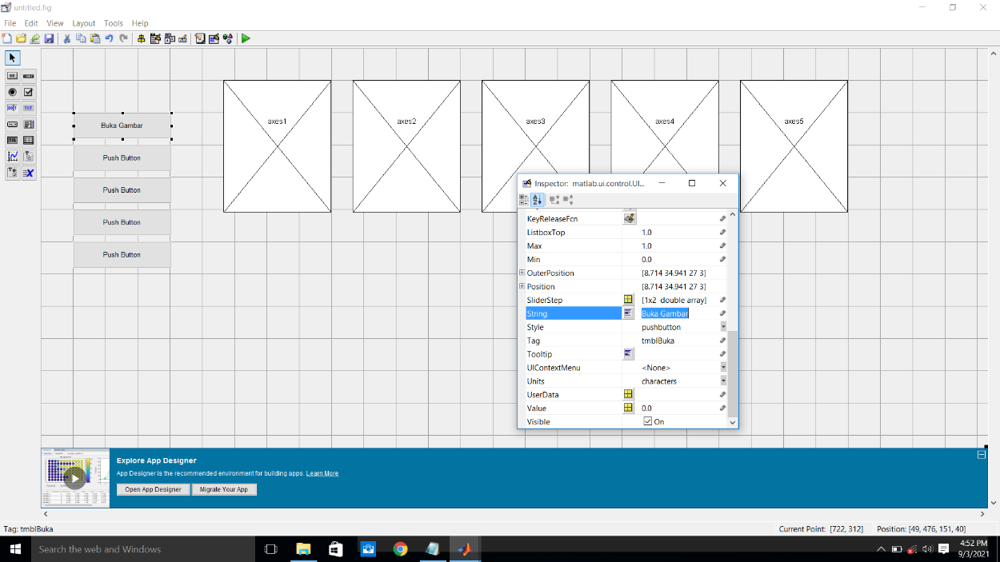 untitled.fig
File Edit View Layout Tools Help
OK
EDIT TXT
TGL
Buka Gambar
Push Button
Push Button
Push Button
Push Button
axes1 axes2 axes3 axes4 axes5
Inspector: matlab.ui.control.UI...
KeyReleaseFcn
ListboxTop 1.0
Max 1.0
Min 0.0
OuterPosition [8.714 34.941 27 3]
Position [8.714 34.941 27 3]
SliderStep [1x2 double array]
String Buka Gambar
Style pushbutton
Tag tmblBuka
Tooltip
UIContextMenu <None>
Units characters
UserData
Value 0.0
Visible On
Explore App Designer
App Designer is the recommended environment for building apps. Learn More
Open App Designer Migrate Your App
Tag: tmblBuka Current Point: [722, 312] Position: [49, 476, 151, 40]
Search the web and Windows
4:52 PM
9/3/2021